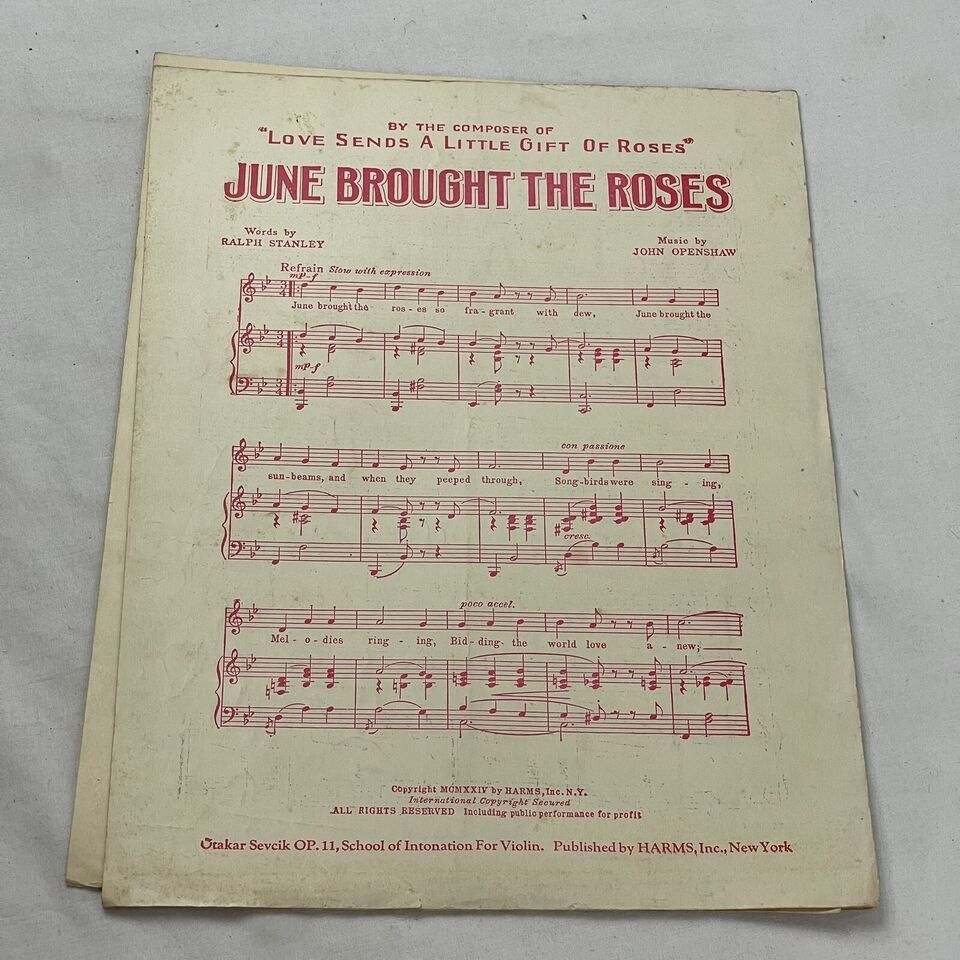 BY THE COMPOSER OF
"LOVE SENDS A LITTLE GIFT OF ROSES"
JUNE BROUGHT THE ROSES
Words by
RALPH STANLEY
Music by
JOHN OPENSHAW
Refrain Slow with expression
mp-f
June brought the ros-es so fra-grant with dew, June brought the
mp-f
con passione
sun-beams, and when they peeped through, Song-birds were sing-ing,
cresc.
poco accel.
Mel-o-dies ring-ing, Bid-ding the world love a-new;
Copyright MCMXXIV by HARMS, Inc. N.Y.
International Copyright Secured
ALL RIGHTS RESERVED Including public performance for profit
Otakar Sevcik OP. 11, School of Intonation For Violin. Published by HARMS, Inc., New York